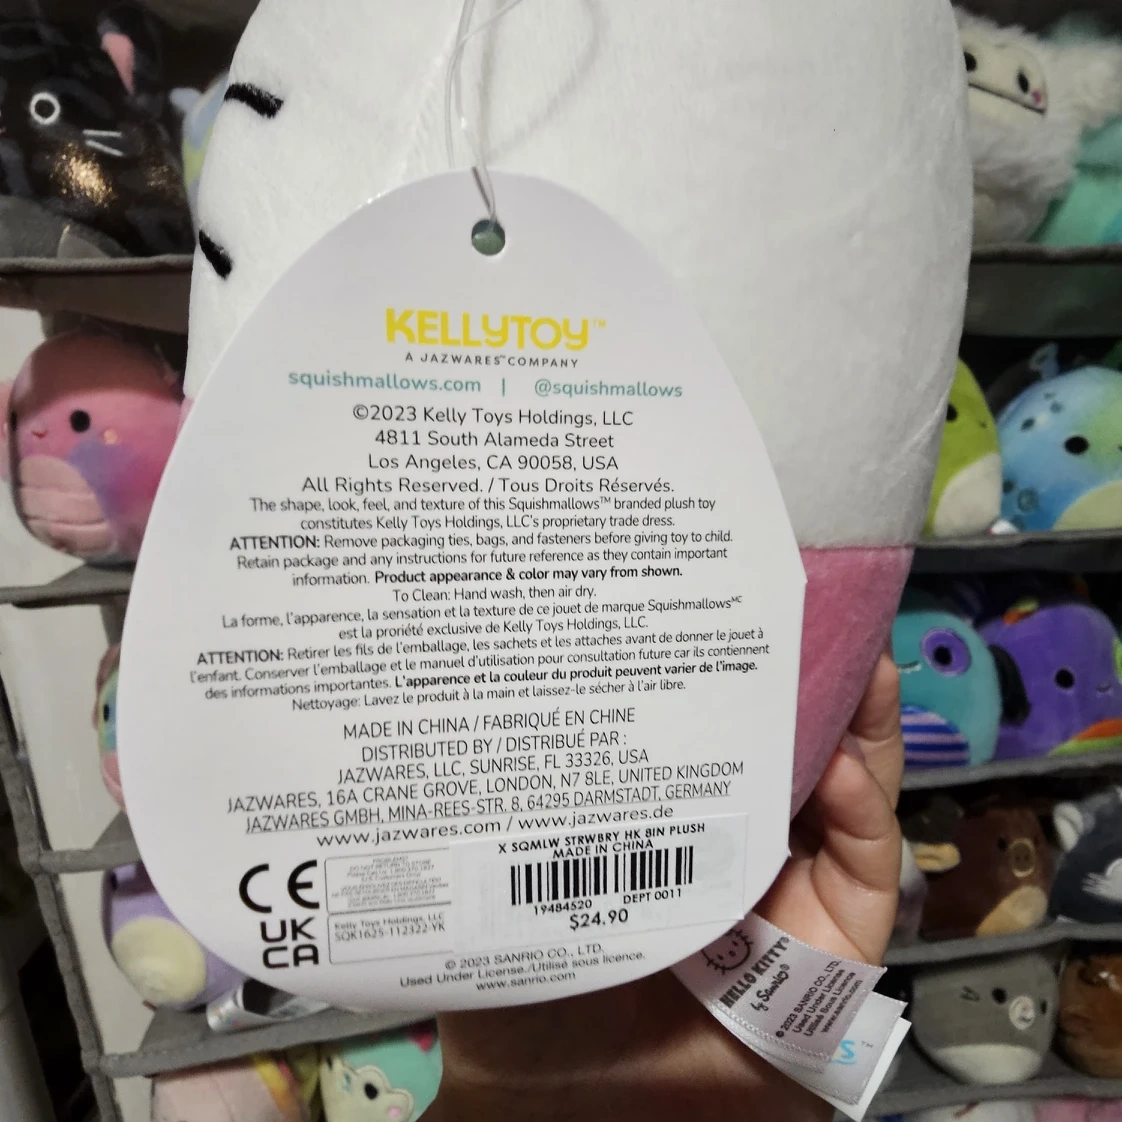 KELLYTOY™
A JAZWARES™ COMPANY
squishmallows.com | @squishmallows
©2023 Kelly Toys Holdings, LLC
4811 South Alameda Street
Los Angeles, CA 90058, USA
All Rights Reserved. / Tous Droits Réservés.
The shape, look, feel, and texture of this Squishmallows™ branded plush toy
constitutes Kelly Toys Holdings, LLC's proprietary trade dress.
ATTENTION: Remove packaging ties, bags, and fasteners before giving toy to child.
Retain package and any instructions for future reference as they contain important
information. Product appearance & color may vary from shown.
To Clean: Hand wash, then air dry.
La forme, l'apparence, la sensation et la texture de ce jouet de marque Squishmallows MC
est la proriété exclusive de Kelly Toys Holdings, LLC.
ATTENTION: Retirer les fils de l'emballage, les sachets et les attaches avant de donner le jouet à
l'enfant. Conserver l'emballage et le manuel d'utilisation pour consultation future car ils contiennent
des informations importantes. L'apparence et la couleur du produit peuvent varier de l'image.
Nettoyage: Lavez le produit à la main et laissez-le sécher à l'air libre.
MADE IN CHINA / FABRIQUÉ EN CHINE
DISTRIBUTED BY / DISTRIBUÉ PAR :
JAZWARES, LLC, SUNRISE, FL 33326, USA
JAZWARES, 16A CRANE GROVE, LONDON, N7 8LE, UNITED KINGDOM
JAZWARES GMBH, MINA-REES-STR. 8, 64295 DARMSTADT, GERMANY
www.jazwares.com / www.jazwares.de
X SQMLW STRWBRY HK 8IN PLUSH
MADE IN CHINA
19484520 DEPT 0011
$24.90
CE
UK
CA
Kelly Toys Holdings, LLC
SQK1625-112322-YK
© 2023 SANRIO CO., LTD.
Used Under License./Utilisé sous licence.
www.sanrio.com
HELLO KITTY®
by Sanrio®
© 2023 SANRIO CO., LTD.
Used Under License
Utilisé Sous Licence
www.sanrio.com
S™